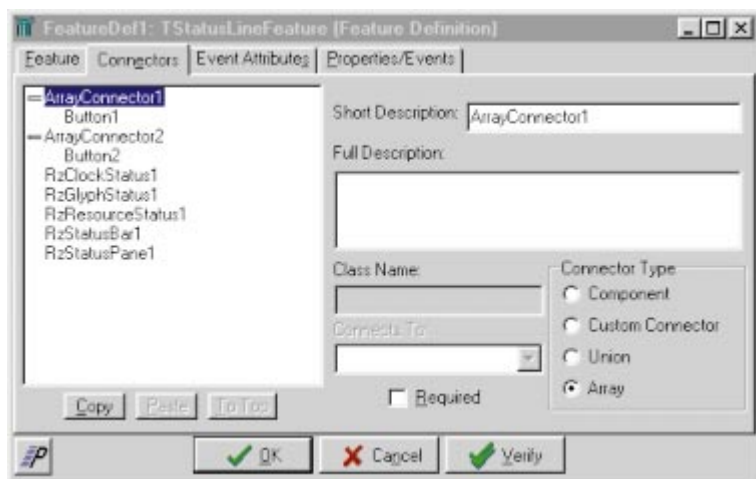 FeatureDef1: TStatusLineFeature [Feature Definition]
Feature Connectors Event Attributes Properties/Events
ArrayConnector1
Button1
ArrayConnector2
Button2
RzClockStatus1
RzGlyphStatus1
RzResourceStatus1
RzStatusBar1
RzStatusPane1
Copy Paste To Top
Short Description: ArrayConnector1
Full Description:
Class Name:
Connects To:
Required
Connector Type
Component
Custom Connector
Union
Array
P
OK Cancel Verify